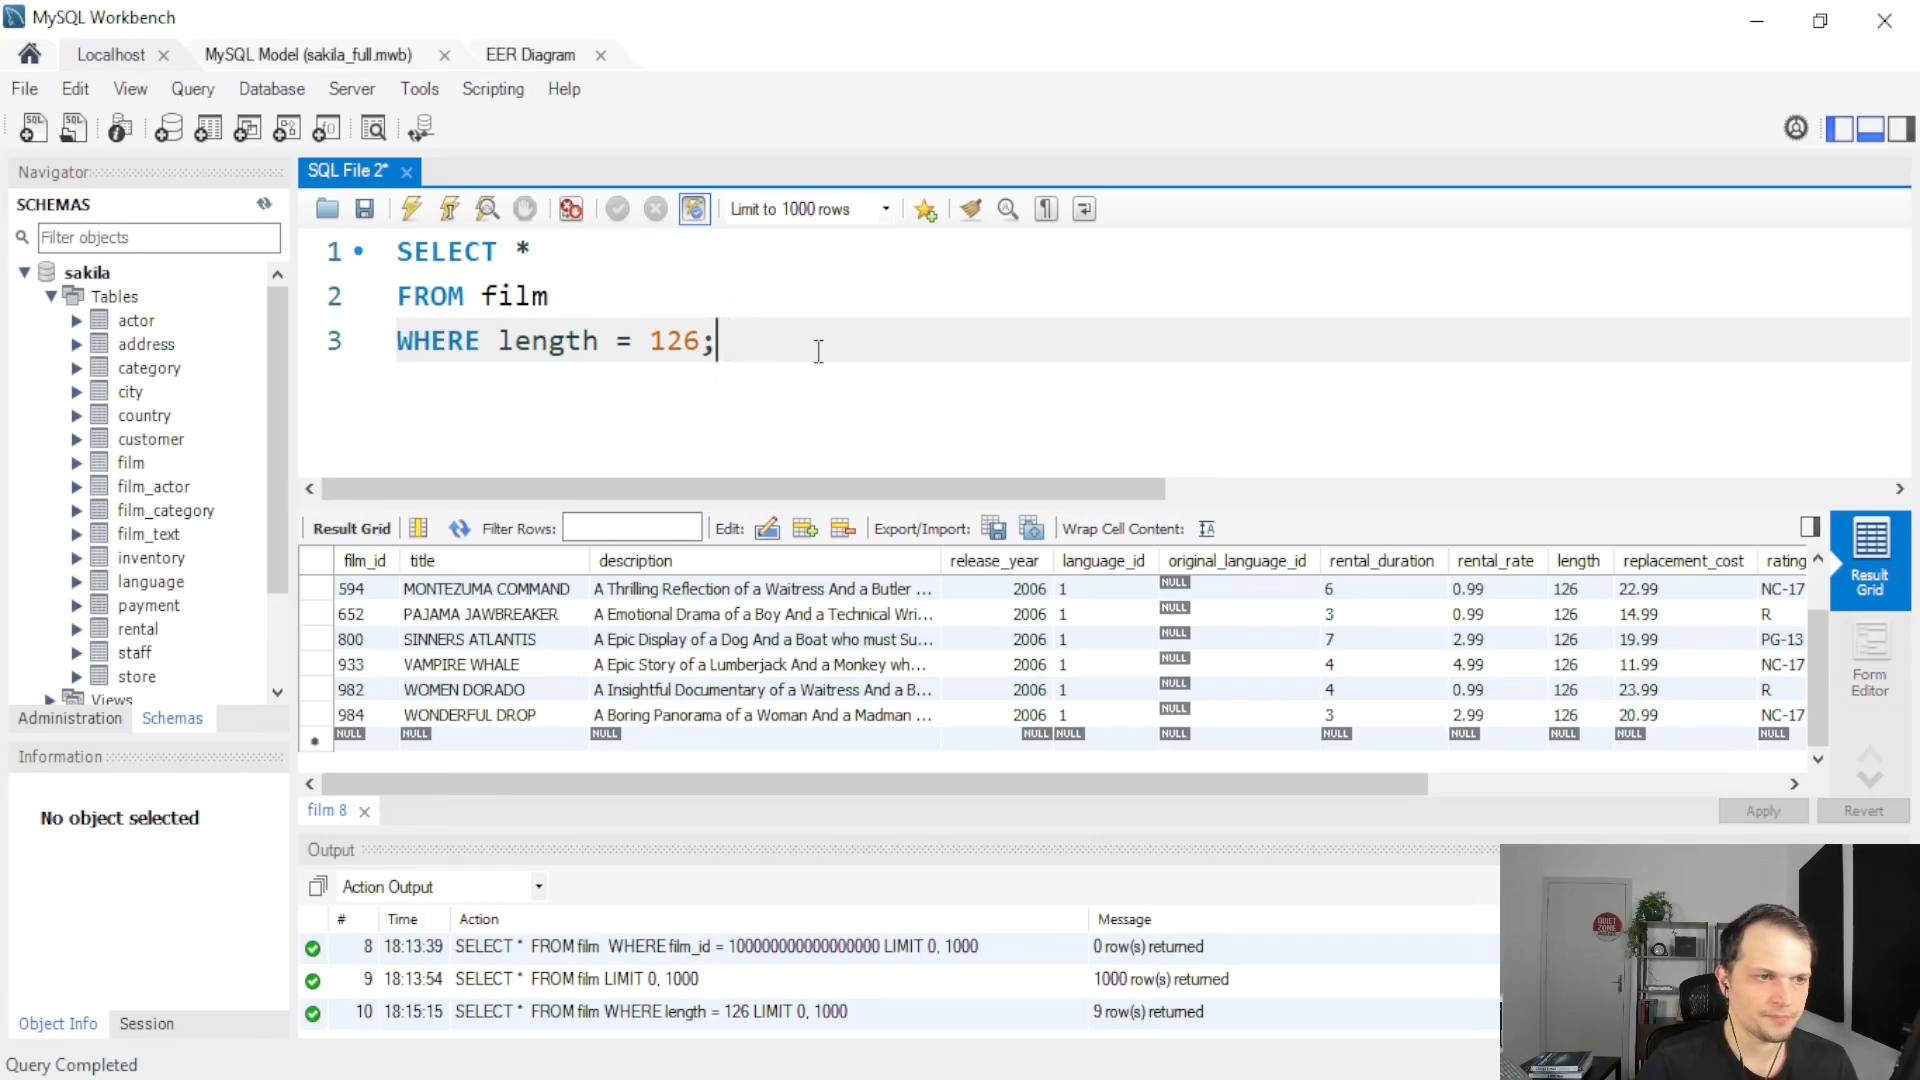 MySQL Workbench
Localhost
MySQL Model (sakila_full.mwb)
EER Diagram
File Edit View Query Database Server Tools Scripting Help
Navigator
SCHEMAS
Filter objects
sakila
Tables
actor
address
category
city
country
customer
film
film_actor
film_category
film_text
inventory
language
payment
rental
staff
store
Views
Administration Schemas
Information
No object selected
Object Info Session
Query Completed
SQL File 2*
Limit to 1000 rows
1 SELECT *
2 FROM film
3 WHERE length = 126;
Result Grid Filter Rows: Edit: Export/Import: Wrap Cell Content:
film_id title description release_year language_id original_language_id rental_duration rental_rate length replacement_cost rating
594 MONTEZUMA COMMAND A Thrilling Reflection of a Waitress And a Butler ... 2006 1 NULL 6 0.99 126 22.99 NC-17
652 PAJAMA JAWBREAKER A Emotional Drama of a Boy And a Technical Wri... 2006 1 NULL 3 0.99 126 14.99 R
800 SINNERS ATLANTIS A Epic Display of a Dog And a Boat who must Su... 2006 1 NULL 7 2.99 126 19.99 PG-13
933 VAMPIRE WHALE A Epic Story of a Lumberjack And a Monkey wh... 2006 1 NULL 4 4.99 126 11.99 NC-17
982 WOMEN DORADO A Insightful Documentary of a Waitress And a B... 2006 1 NULL 4 0.99 126 23.99 R
984 WONDERFUL DROP A Boring Panorama of a Woman And a Madman ... 2006 1 NULL 3 2.99 126 20.99 NC-17
NULL NULL NULL NULL NULL NULL NULL NULL NULL NULL NULL
Result
Grid
Form
Editor
film 8
Apply Revert
Output
Action Output
# Time Action Message
8 18:13:39 SELECT * FROM film WHERE film_id = 100000000000000000 LIMIT 0, 1000 0 row(s) returned
9 18:13:54 SELECT * FROM film LIMIT 0, 1000 1000 row(s) returned
10 18:15:15 SELECT * FROM film WHERE length = 126 LIMIT 0, 1000 9 row(s) returned
QUIET
ZONE